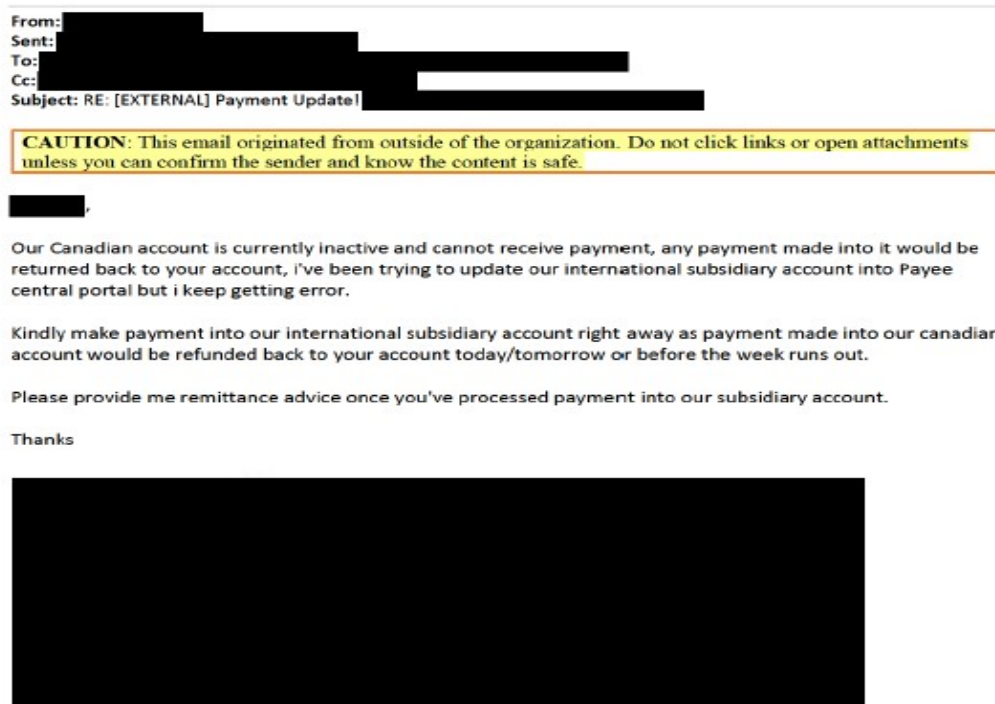 From:
Sent:
To:
Cc:
Subject: RE: [EXTERNAL] Payment Update!
CAUTION: This email originated from outside of the organization. Do not click links or open attachments
unless you can confirm the sender and know the content is safe.
,
Our Canadian account is currently inactive and cannot receive payment, any payment made into it would be
returned back to your account, i've been trying to update our international subsidiary account into Payee
central portal but i keep getting error.
Kindly make payment into our international subsidiary account right away as payment made into our canadian
account would be refunded back to your account today/tomorrow or before the week runs out.
Please provide me remittance advice once you've processed payment into our subsidiary account.
Thanks